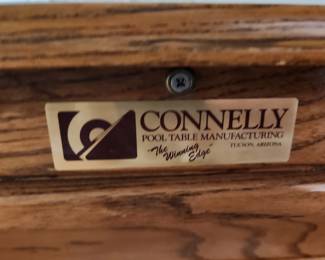 CONNELLY
POOL TABLE MANUFACTURING
TUCSON, ARIZONA
"The Winning Edge"